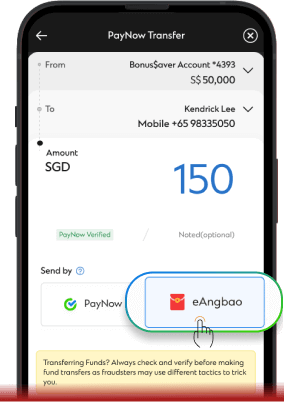 PayNow Transfer
From
Bonus$aver Account *4393
S$ 50,000
To
Kendrick Lee
Mobile +65 98335050
Amount
SGD
150
PayNow Verified
Noted(optional)
Send by
PayNow
eAngbao
Transferring Funds? Always check and verify before making
fund transfers as fraudsters may use different tactics to trick
you.